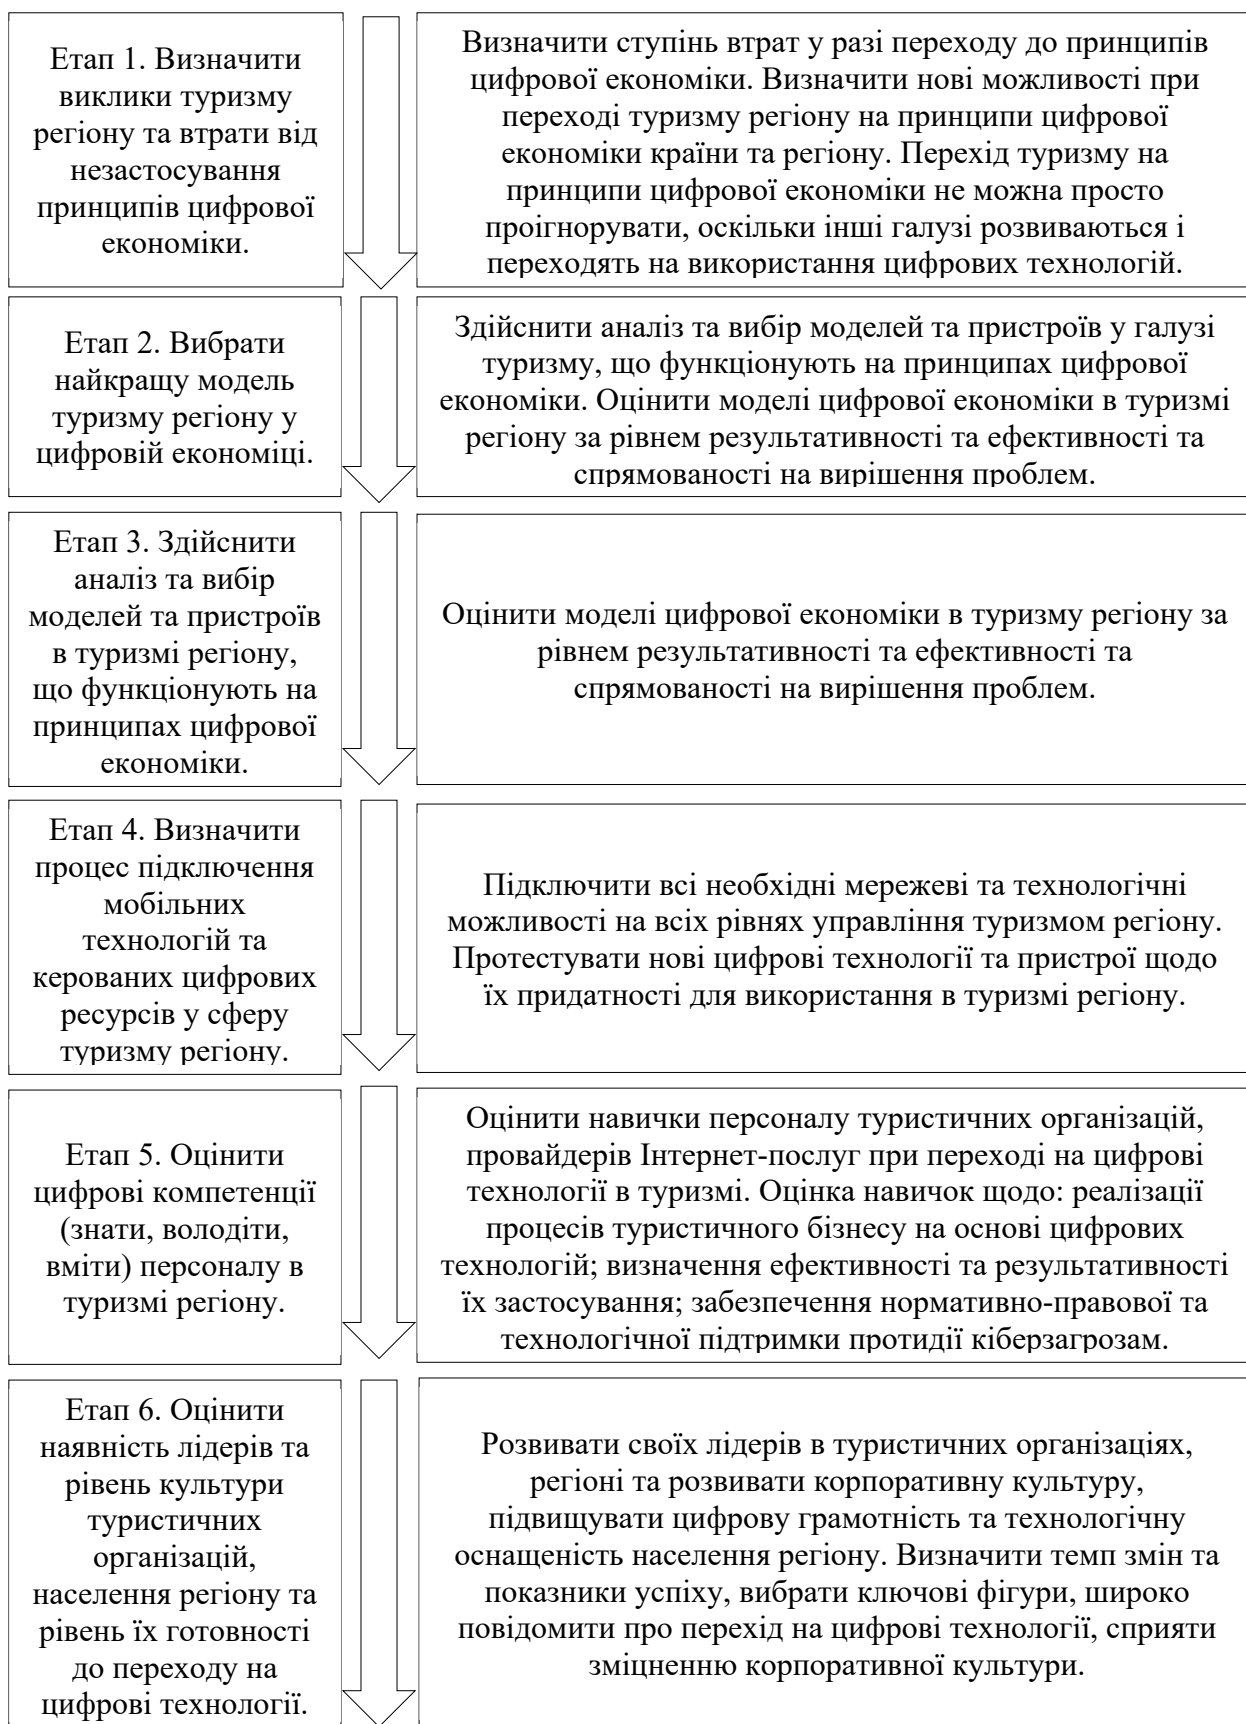 Етап 1. Визначити
виклики туризму
регіону та втрати від
незастосування
принципів цифрової
економіки.
Визначити ступінь втрат у разі переходу до принципів
цифрової економіки. Визначити нові можливості при
переході туризму регіону на принципи цифрової
економіки країни та регіону. Перехід туризму на
принципи цифрової економіки не можна просто
проігнорувати, оскільки інші галузі розвиваються і
переходять на використання цифрових технологій.
Етап 2. Вибрати
найкращу модель
туризму регіону у
цифровій економіці.
Здійснити аналіз та вибір моделей та пристроїв у галузі
туризму, що функціонують на принципах цифрової
економіки. Оцінити моделі цифрової економіки в туризмі
регіону за рівнем результативності та ефективності та
спрямованості на вирішення проблем.
Етап 3. Здійснити
аналіз та вибір
моделей та пристроїв
в туризмі регіону,
що функціонують на
принципах цифрової
економіки.
Оцінити моделі цифрової економіки в туризму регіону за
рівнем результативності та ефективності та
спрямованості на вирішення проблем.
Етап 4. Визначити
процес підключення
мобільних
технологій та
керованих цифрових
ресурсів у сферу
туризму регіону.
Підключити всі необхідні мережеві та технологічні
можливості на всіх рівнях управління туризмом регіону.
Протестувати нові цифрові технології та пристрої щодо
їх придатності для використання в туризмі регіону.
Етап 5. Оцінити
цифрові компетенції
(знати, володіти,
вміти) персоналу в
туризмі регіону.
Оцінити навички персоналу туристичних організацій,
провайдерів Інтернет-послуг при переході на цифрові
технології в туризмі. Оцінка навичок щодо: реалізації
процесів туристичного бізнесу на основі цифрових
технологій; визначення ефективності та результативності
їх застосування; забезпечення нормативно-правової та
технологічної підтримки протидії кіберзагрозам.
Етап 6. Оцінити
наявність лідерів та
рівень культури
туристичних
організацій,
населення регіону та
рівень їх готовності
до переходу на
цифрові технології.
Розвивати своїх лідерів в туристичних організаціях,
регіоні та розвивати корпоративну культуру,
підвищувати цифрову грамотність та технологічну
оснащеність населення регіону. Визначити темп змін та
показники успіху, вибрати ключові фігури, широко
повідомити про перехід на цифрові технології, сприяти
зміцненню корпоративної культури.